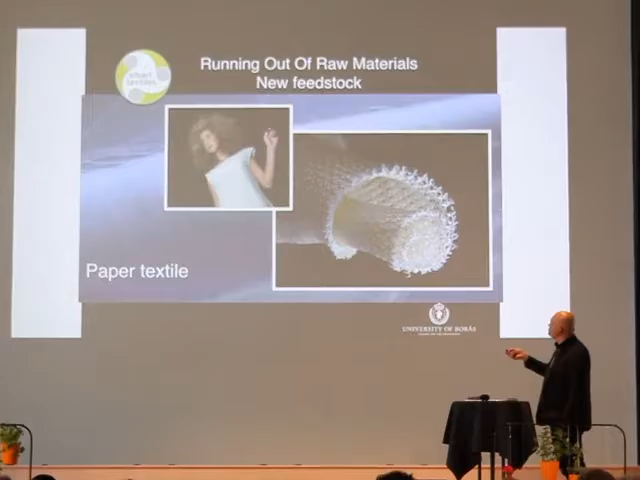 smart
textiles
Running Out Of Raw Materials
New feedstock
Paper textile
UNIVERSITY OF BORÅS